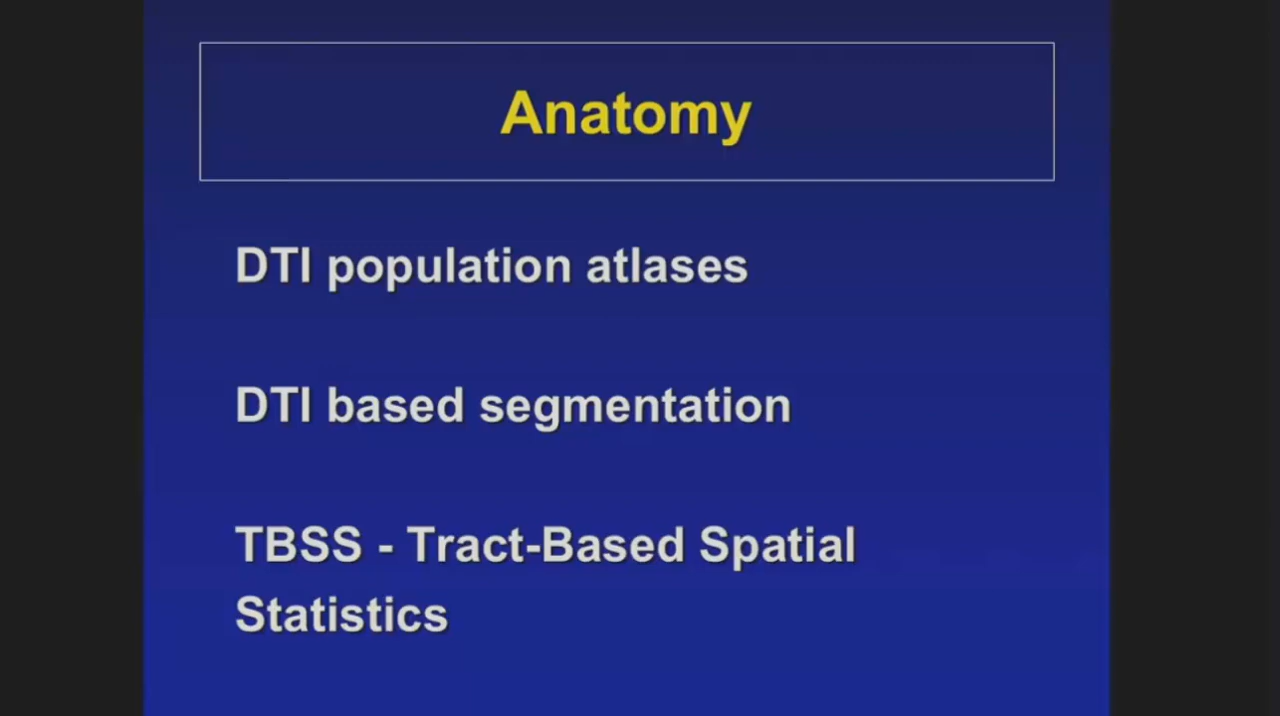 Anatomy
DTI population atlases
DTI based segmentation
TBSS - Tract-Based Spatial
Statistics